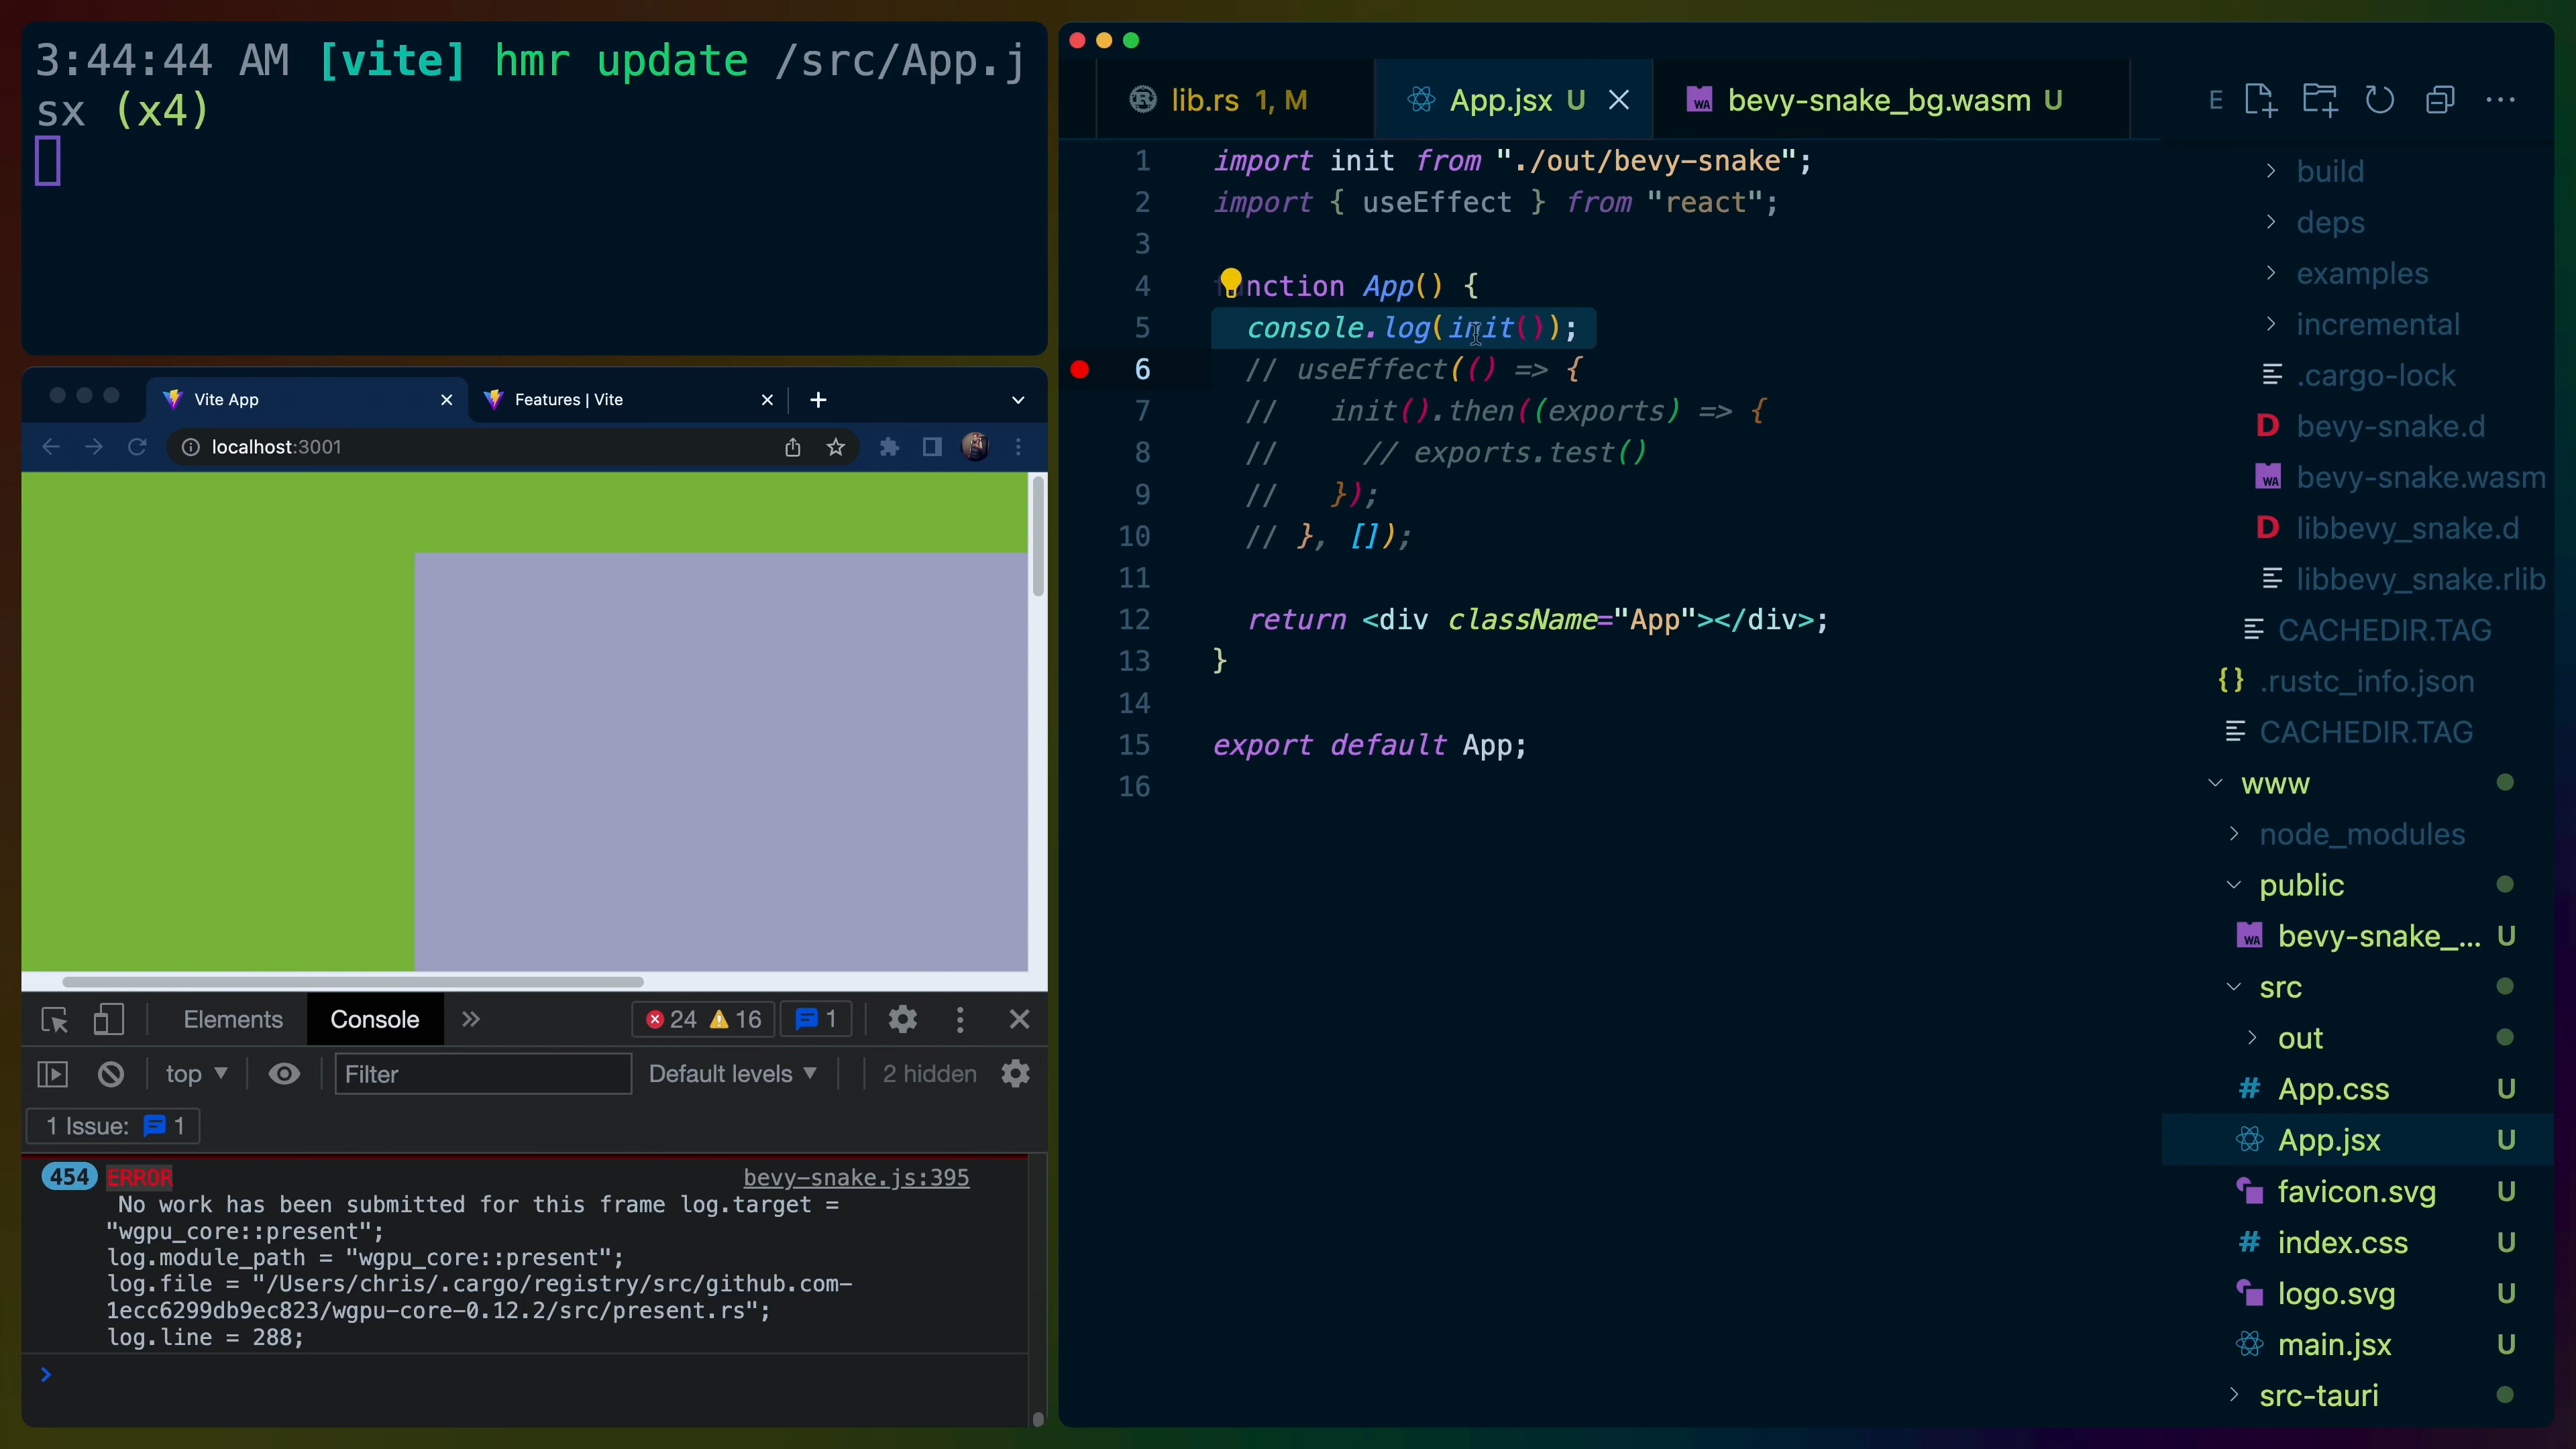 3:44:44 AM [vite] hmr update /src/App.j
sx (x4)
Vite App
Features | Vite
localhost:3001
Elements
Console
24
16
1
top
Filter
Default levels
2 hidden
1 Issue:
1
454
ERROR
bevy-snake.js:395
No work has been submitted for this frame log.target =
"wgpu_core::present";
log.module_path = "wgpu_core::present";
log.file = "/Users/chris/.cargo/registry/src/github.com-
1ecc6299db9ec823/wgpu-core-0.12.2/src/present.rs";
log.line = 288;
lib.rs 1, M
App.jsx U
bevy-snake_bg.wasm U
E
1 import init from "./out/bevy-snake";
2 import { useEffect } from "react";
3
4 nction App() {
5 console.log(init());
6 // useEffect(() => {
7 // init().then((exports) => {
8 // // exports.test()
9 // });
10 // }, []);
11
12 return <div className="App"></div>;
13 }
14
15 export default App;
16
build
deps
examples
incremental
.cargo-lock
D bevy-snake.d
WA bevy-snake.wasm
D libbevy_snake.d
libbevy_snake.rlib
CACHEDIR.TAG
{} .rustc_info.json
CACHEDIR.TAG
www
node_modules
public
WA bevy-snake_... U
src
out
# App.css U
App.jsx U
favicon.svg U
# index.css U
logo.svg U
main.jsx U
src-tauri